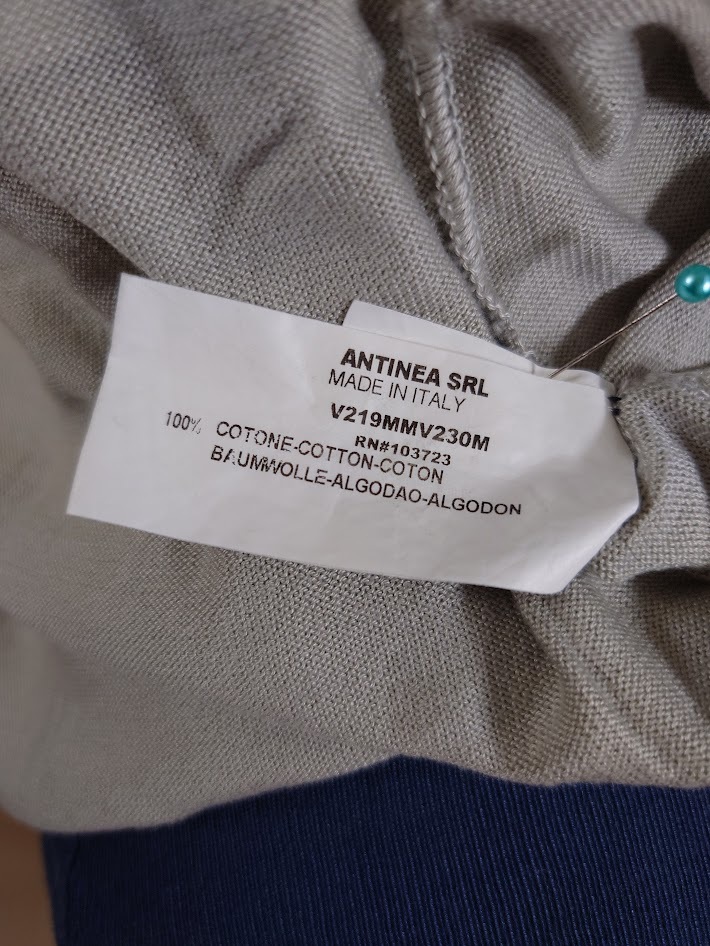 ANTINEA SRL
MADE IN ITALY
V219MMV230M
RN#103723
100% COTONE-COTTON-COTON
BAUMWOLLE-ALGODAO-ALGODON